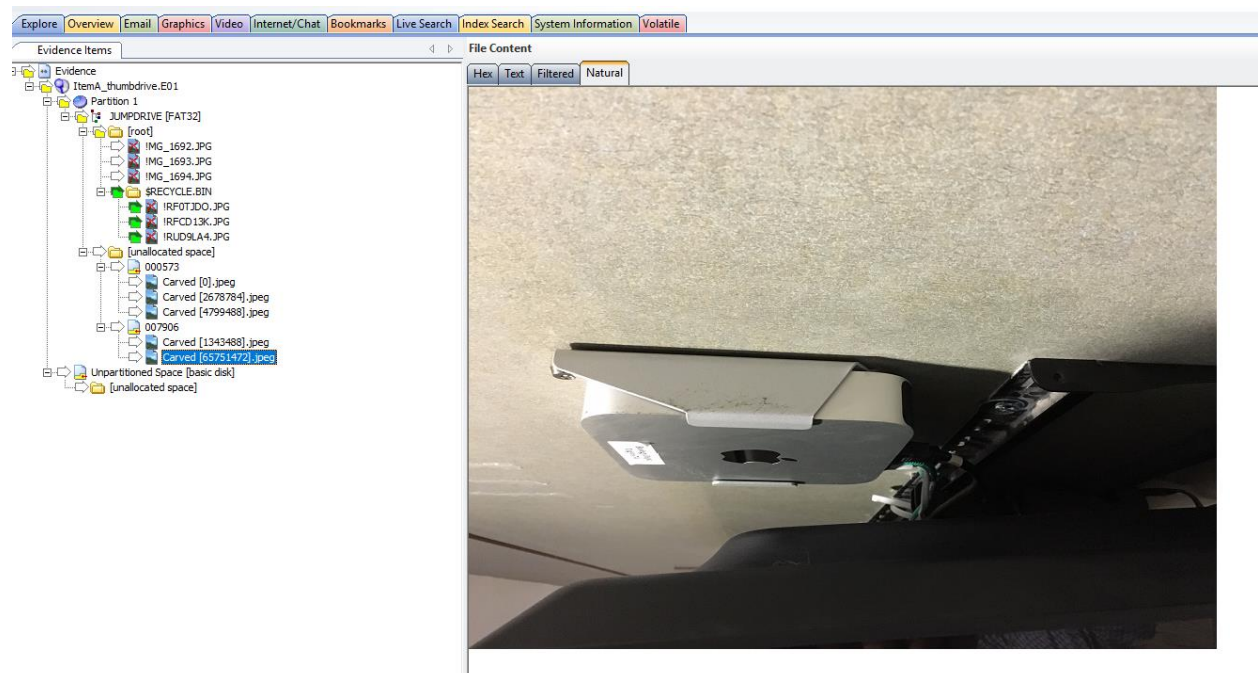 Explore Overview Email Graphics Video Internet/Chat Bookmarks Live Search Index Search System Information Volatile
Evidence Items
File Content
Hex Text Filtered Natural
Evidence
ItemA_thumbdrive.E01
Partition 1
JUMPDRIVE [FAT32]
[root]
!MG_1692.JPG
!MG_1693.JPG
!MG_1694.JPG
$RECYCLE.BIN
!RF0TJDO.JPG
!RFCD13K.JPG
!RUD9LA4.JPG
[unallocated space]
000573
Carved [0].jpeg
Carved [2678784].jpeg
Carved [4799488].jpeg
007906
Carved [1343488].jpeg
Carved [65751472].jpeg
Unpartitioned Space [basic disk]
[unallocated space]